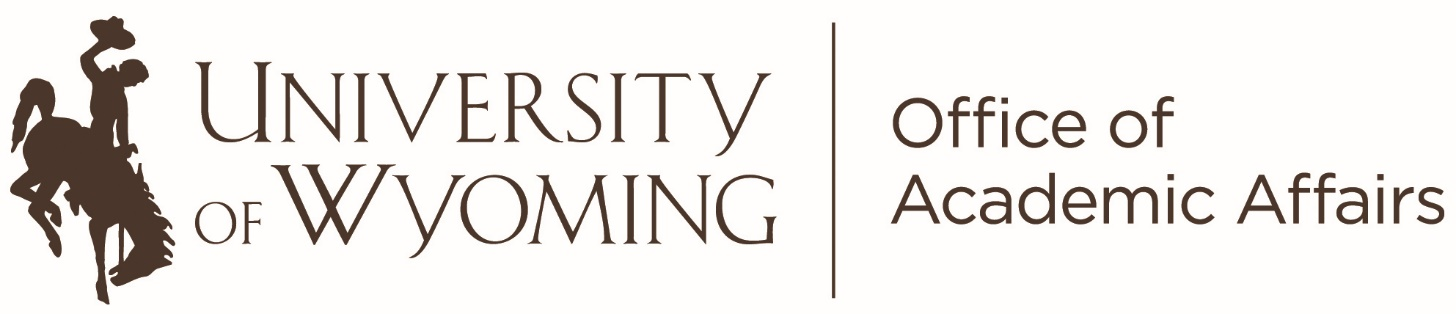 UNIVERSITY
OF WYOMING
Office of
Academic Affairs